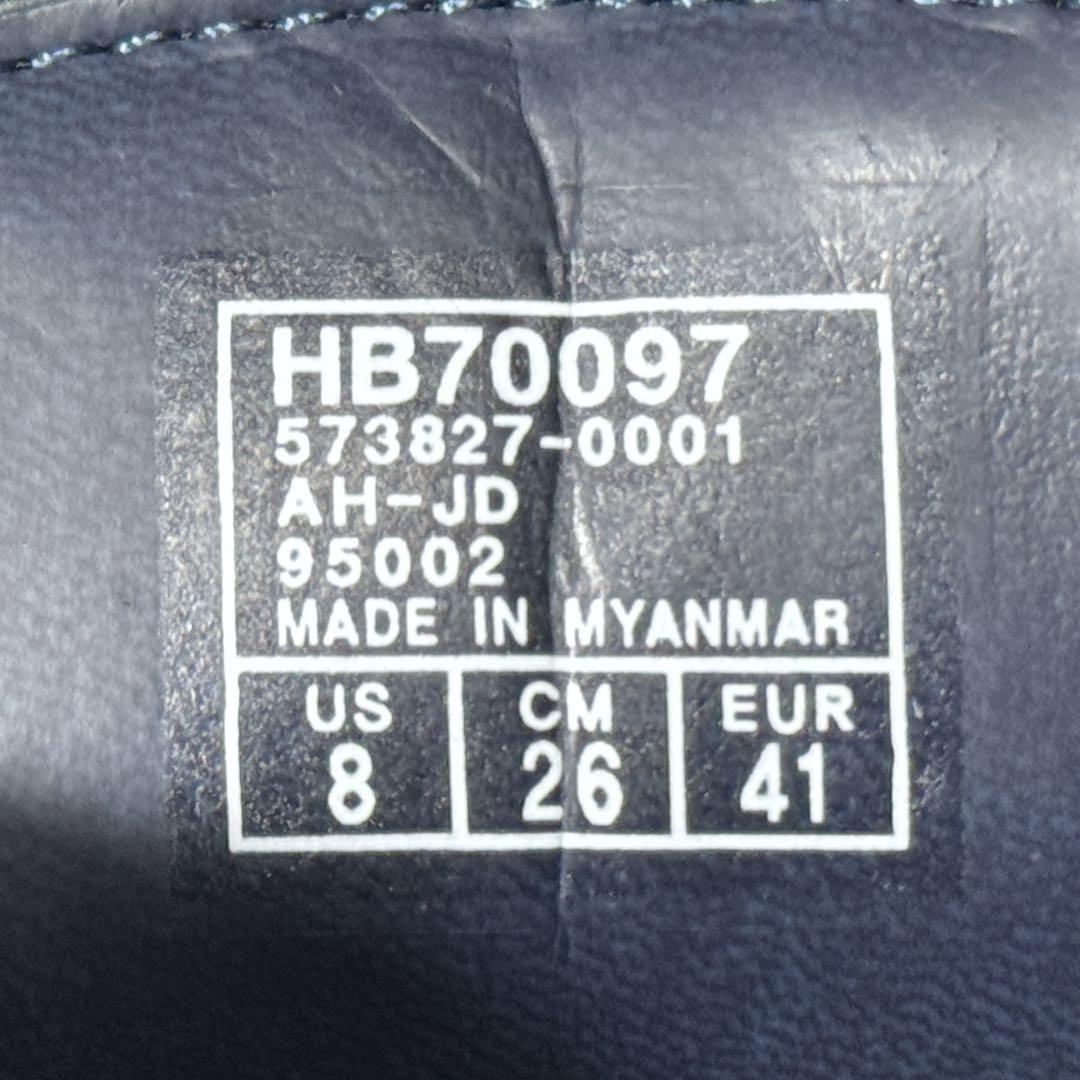 HB70097
573827-0001
AH-JD
95002
MADE IN MYANMAR
US CM EUR
8 26 41